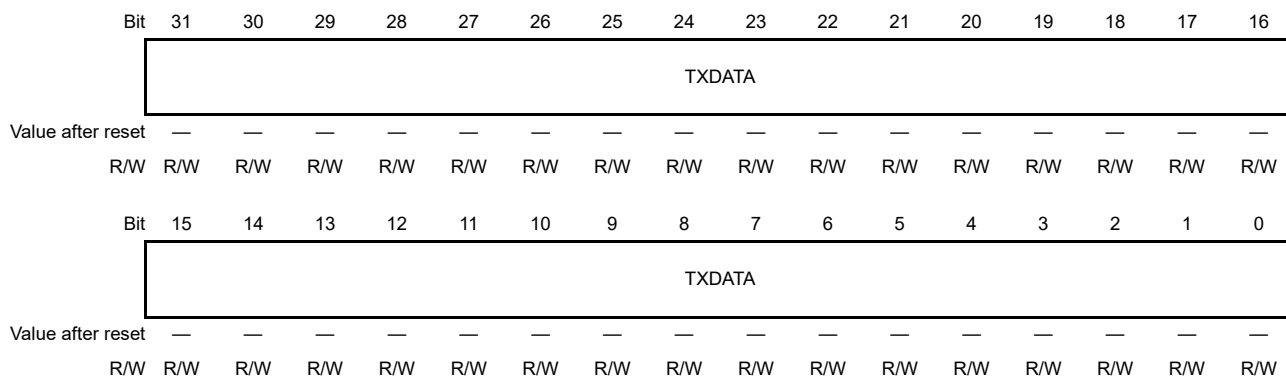 Bit 31 30 29 28 27 26 25 24 23 22 21 20 19 18 17 16
TXDATA
Value after reset — — — — — — — — — — — — — — — —
R/W R/W R/W R/W R/W R/W R/W R/W R/W R/W R/W R/W R/W R/W R/W R/W R/W
Bit 15 14 13 12 11 10 9 8 7 6 5 4 3 2 1 0
TXDATA
Value after reset — — — — — — — — — — — — — — — —
R/W R/W R/W R/W R/W R/W R/W R/W R/W R/W R/W R/W R/W R/W R/W R/W R/W